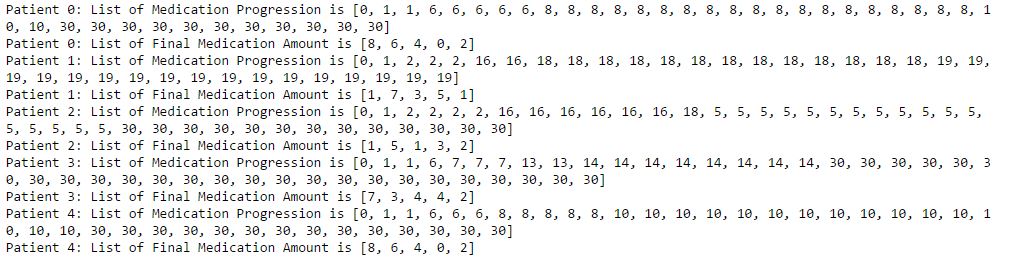 Patient 0: List of Medication Progression is [0, 1, 1, 6, 6, 6, 6, 6, 8, 8, 8, 8, 8, 8, 8, 8, 8, 8, 8, 8, 8, 8, 8, 8, 8, 8, 1
0, 10, 30, 30, 30, 30, 30, 30, 30, 30, 30, 30, 30]
Patient 0: List of Final Medication Amount is [8, 6, 4, 0, 2]
Patient 1: List of Medication Progression is [0, 1, 2, 2, 2, 16, 16, 18, 18, 18, 18, 18, 18, 18, 18, 18, 18, 18, 18, 18, 19, 19,
19, 19, 19, 19, 19, 19, 19, 19, 19, 19, 19, 19, 19, 19, 19]
Patient 1: List of Final Medication Amount is [1, 7, 3, 5, 1]
Patient 2: List of Medication Progression is [0, 1, 2, 2, 2, 2, 16, 16, 16, 16, 16, 16, 18, 5, 5, 5, 5, 5, 5, 5, 5, 5, 5, 5, 5,
5, 5, 5, 5, 5, 30, 30, 30, 30, 30, 30, 30, 30, 30, 30, 30, 30, 30]
Patient 2: List of Final Medication Amount is [1, 5, 1, 3, 2]
Patient 3: List of Medication Progression is [0, 1, 1, 6, 7, 7, 7, 13, 13, 14, 14, 14, 14, 14, 14, 14, 14, 30, 30, 30, 30, 30, 3
0, 30, 30, 30, 30, 30, 30, 30, 30, 30, 30, 30, 30, 30, 30, 30, 30, 30, 30, 30]
Patient 3: List of Final Medication Amount is [7, 3, 4, 4, 2]
Patient 4: List of Medication Progression is [0, 1, 1, 6, 6, 6, 8, 8, 8, 8, 8, 10, 10, 10, 10, 10, 10, 10, 10, 10, 10, 10, 10, 1
0, 10, 10, 30, 30, 30, 30, 30, 30, 30, 30, 30, 30, 30, 30, 30, 30]
Patient 4: List of Final Medication Amount is [8, 6, 4, 0, 2]